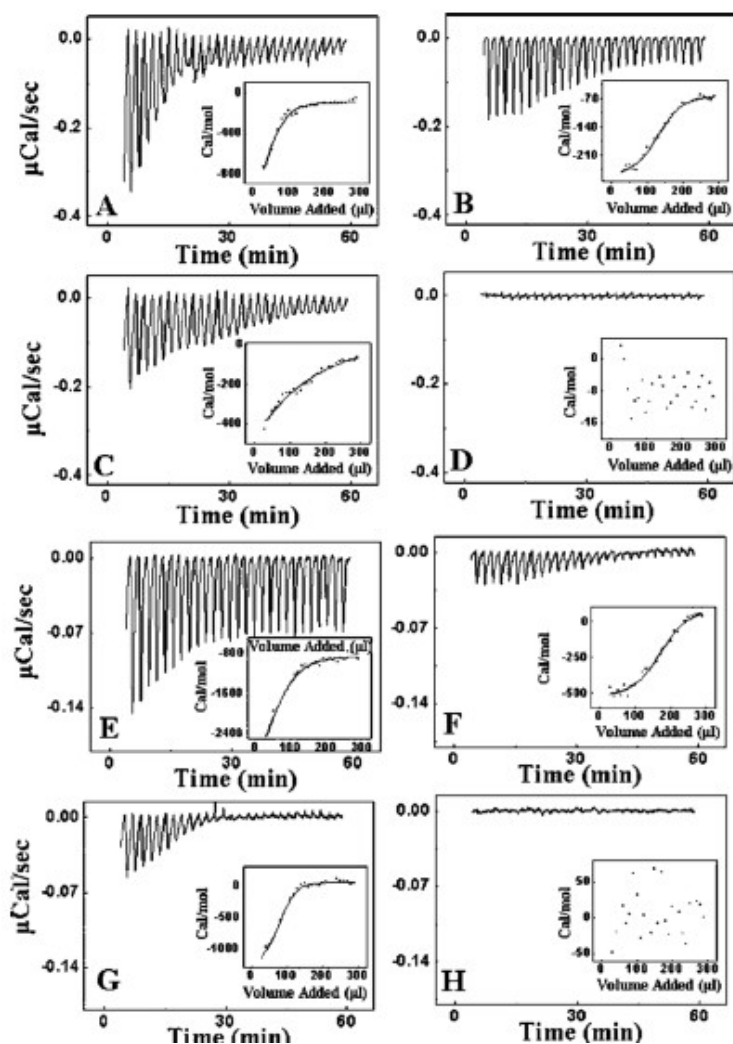 0.0
-0.2
-0.4
μCal/sec
A
0
-400
-800
Cal/mol
0 100 200 300
Volume Added (μl)
0 30 60
Time (min)
0.0
-0.2
-0.4
B
-70
-140
-210
Cal/mol
0 100 200 300
Volume Added (μl)
0 30 60
Time (min)
0.0
-0.2
-0.4
μCal/sec
C
0
-200
-400
Cal/mol
0 100 200 300
Volume Added (μl)
0 30 60
Time (min)
0.0
-0.2
-0.4
D
0
-8
-16
Cal/mol
0 100 200 300
Volume Added (μl)
0 30 60
Time (min)
0.00
-0.07
-0.14
μCal/sec
E
Volume Added (μl)
-800
-1600
-2400
Cal/mol
0 100 200 300
0 30 60
Time (min)
0.00
-0.07
-0.14
F
0
-250
-500
Cal/mol
0 100 200 300
Volume Added (μl)
0 30 60
Time (min)
0.00
-0.07
-0.14
μCal/sec
G
0
-500
-1000
Cal/mol
0 100 200 300
Volume Added (μl)
0 30 60
Time (min)
0.00
-0.07
-0.14
H
50
0
-50
Cal/mol
0 100 200 300
Volume Added (μl)
0 30 60
Time (min)